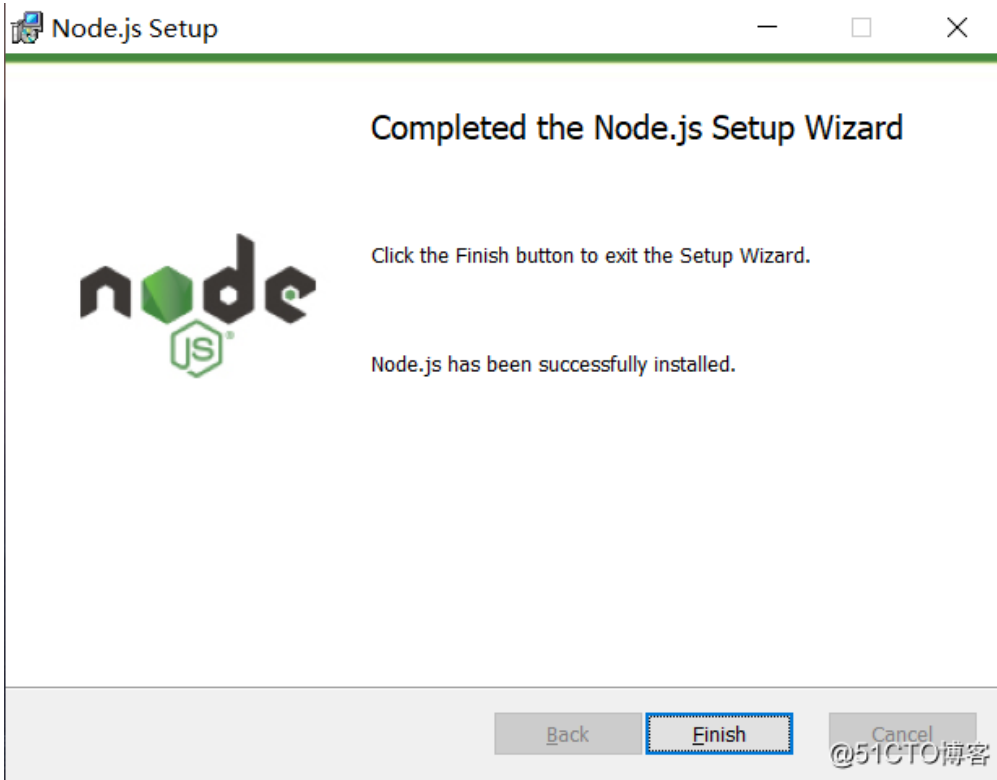 Node.js Setup
Completed the Node.js Setup Wizard
Click the Finish button to exit the Setup Wizard.
node
JS®
Node.js has been successfully installed.
Back
Finish
Cancel
@51CTO博客